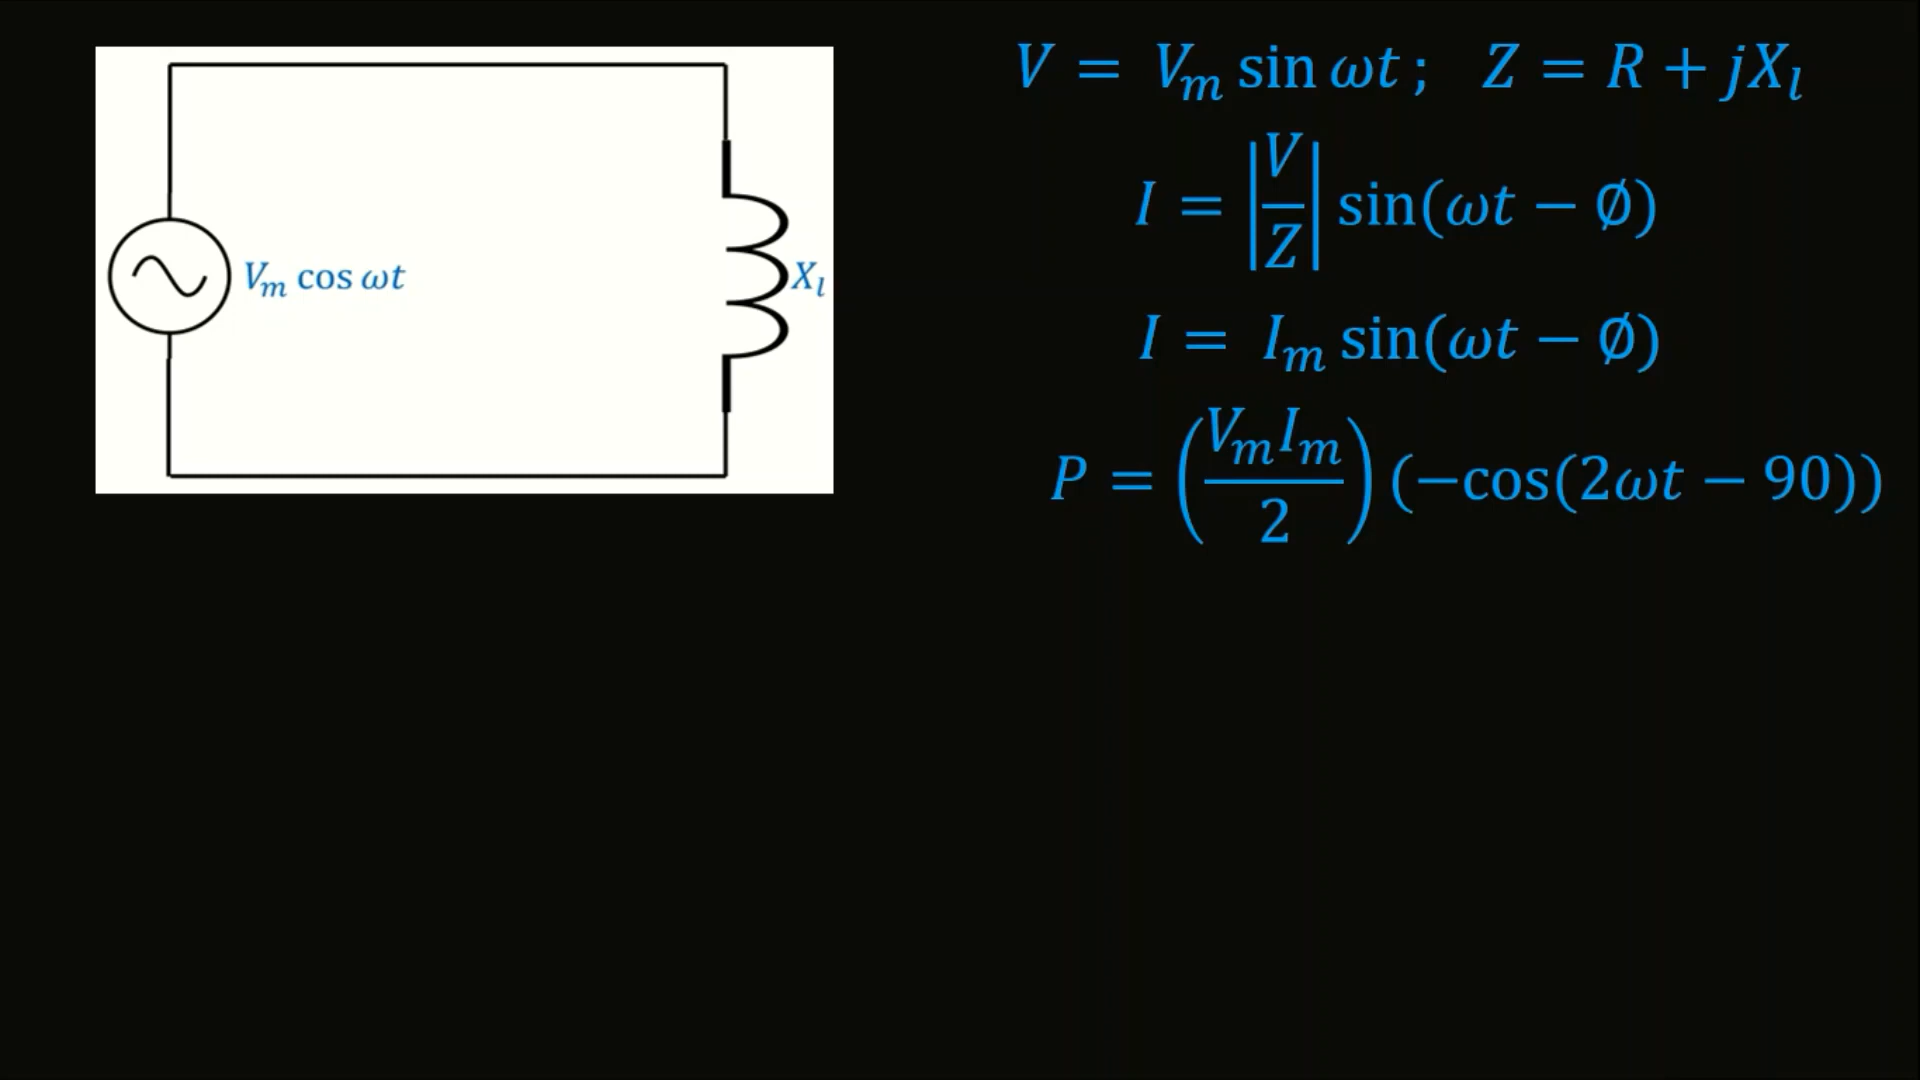 V = Vₘ sin ωt ; Z = R + jXₗ
I = |V/Z| sin(ωt − ∅)
I = Iₘ sin(ωt − ∅)
P = (VₘIₘ/2) (−cos(2ωt − 90))
Vₘ cos ωt
Xₗ